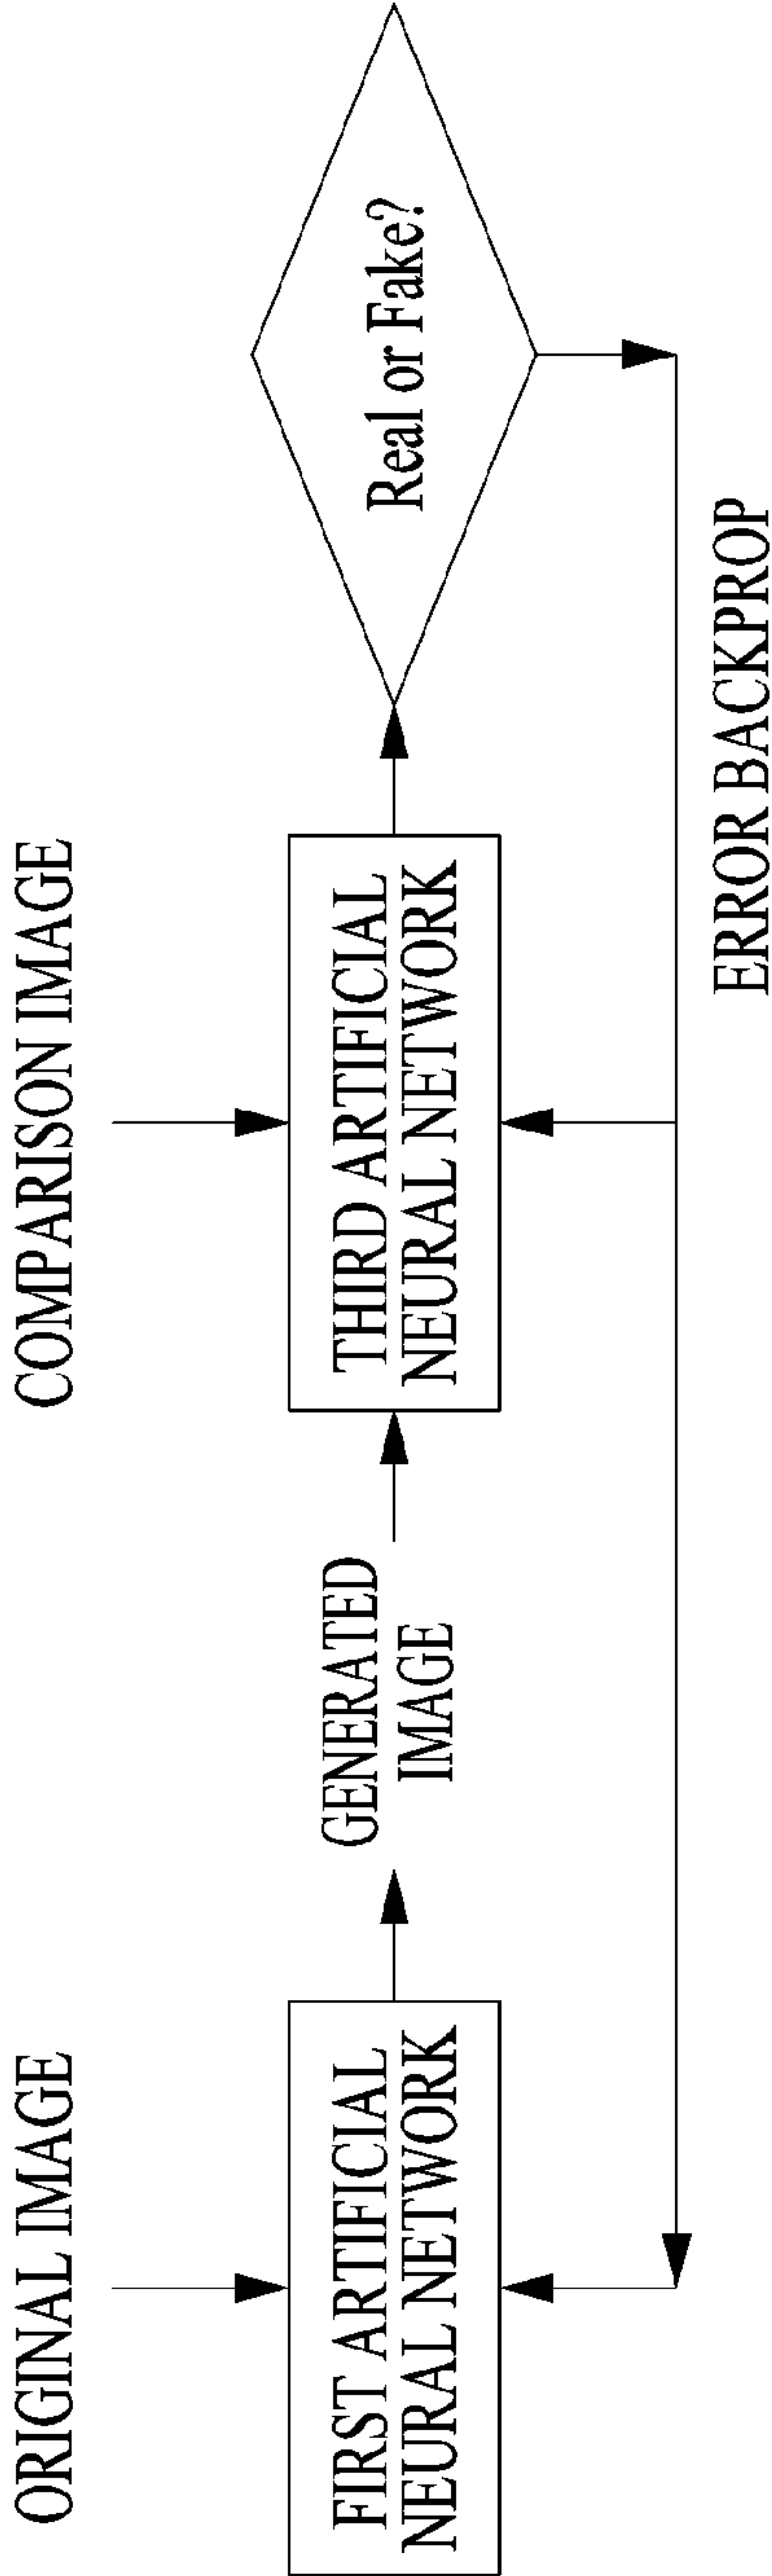 ORIGINAL IMAGE
COMPARISON IMAGE
FIRST ARTIFICIAL
NEURAL NETWORK
GENERATED
IMAGE
THIRD ARTIFICIAL
NEURAL NETWORK
Real or Fake?
ERROR BACKPROP